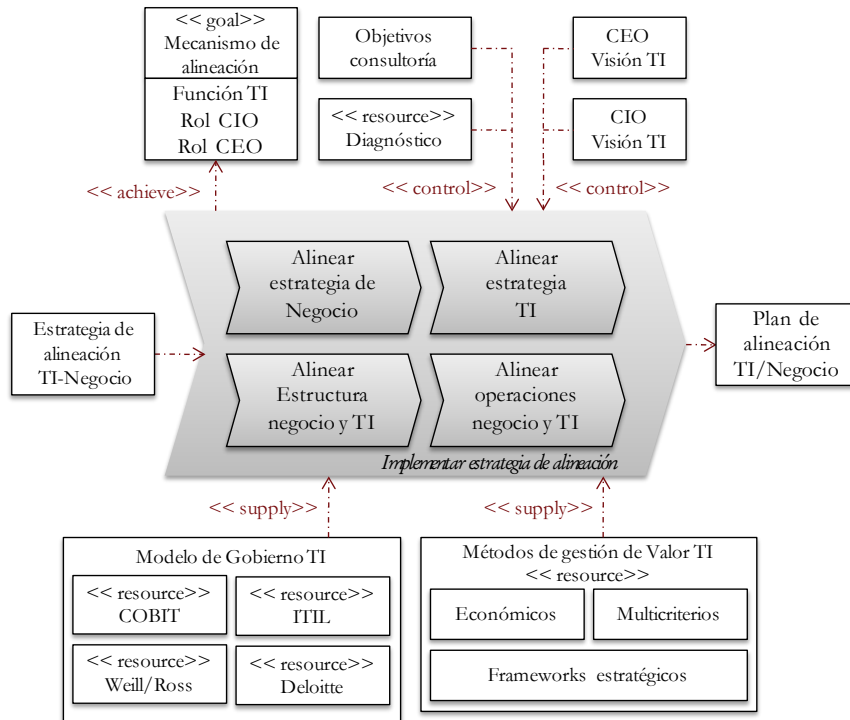 << goal>>
Mecanismo de
alineación
Función TI
Rol CIO
Rol CEO
Objetivos
consultoría
<< resource>>
Diagnóstico
CEO
Visión TI
CIO
Visión TI
<< achieve>>
<< control>>
<< control>>
Alinear
estrategia de
Negocio
Alinear
estrategia
TI
Estrategia de
alineación
TI-Negocio
Plan de
alineación
TI/Negocio
Alinear
Estructura
negocio y TI
Alinear
operaciones
negocio y TI
Implementar estrategia de alineación
<< supply>>
<< supply>>
Modelo de Gobierno TI
<< resource>>
COBIT
<< resource>>
ITIL
<< resource>>
Weill/Ross
<< resource>>
Deloitte
Métodos de gestión de Valor TI
<< resource>>
Económicos
Multicriterios
Frameworks estratégicos